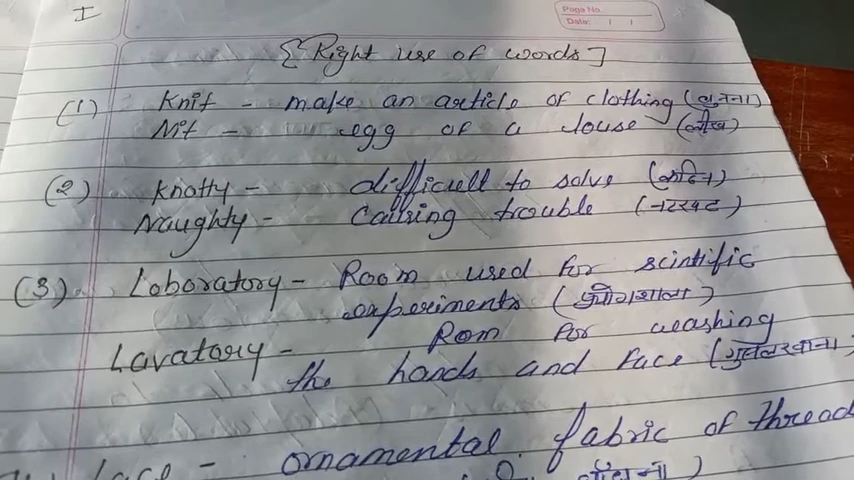 I
Page No.
Date: | |
{Right use of words}
(1) Knit - make an article of clothing (बुनना)
Nit - egg of a louse (लीख)
(2) Knotty - difficult to solve (कठिन)
Naughty - Causing trouble (नटखट)
(3) Loboratory - Room used for scintific
experiments (प्रयोगशाला)
Lavatory - Rom for washing
the hands and face (गुसलखाना)
Lace - ornamental fabric of thread